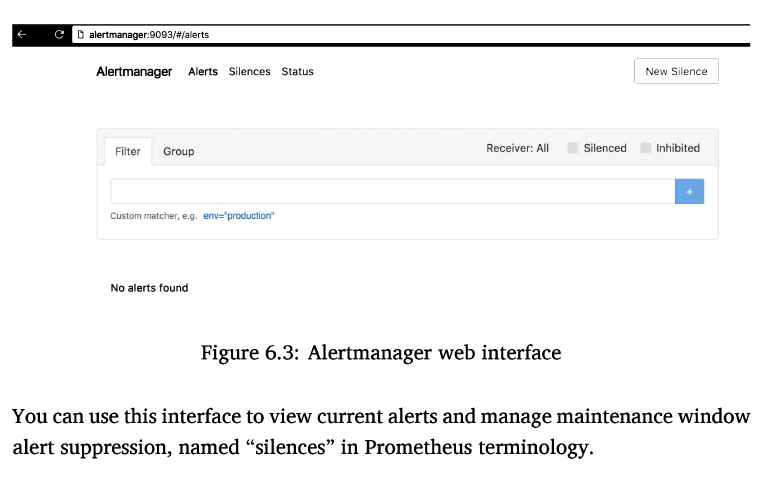 alertmanager:9093/#/alerts
Alertmanager Alerts Silences Status New Silence
Filter Group Receiver: All Silenced Inhibited
+
Custom matcher, e.g. env="production"
No alerts found
Figure 6.3: Alertmanager web interface
You can use this interface to view current alerts and manage maintenance window
alert suppression, named “silences” in Prometheus terminology.